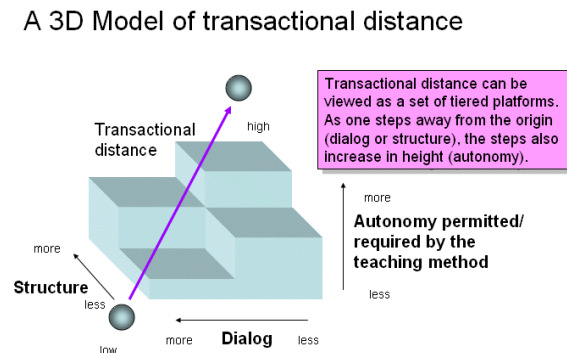 A 3D Model of transactional distance
Transactional distance can be
viewed as a set of tiered platforms.
As one steps away from the origin
(dialog or structure), the steps also
increase in height (autonomy).
Transactional
distance
high
more
Autonomy permitted/
required by the
teaching method
less
more
Structure
less
low
more
Dialog
less